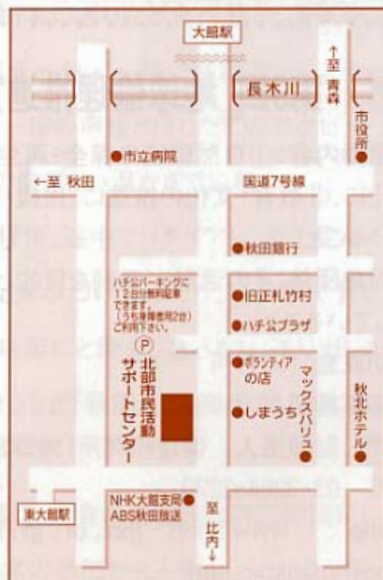 大館駅
↑至 青森
長木川
市役所
●市立病院
←至 秋田
国道7号線
●秋田銀行
ハチ公パーキングに
12台分無料駐車
できます。
(うち身障者用2台)
ご利用下さい。
●旧正札竹村
●ハチ公プラザ
Ⓟ
北部市民活動
サポートセンター
●ボランティア
の店
●しまうち
マックスバリュ●
秋北ホテル●
NHK大館支局●
ABS秋田放送
至 比内↓
東大館駅